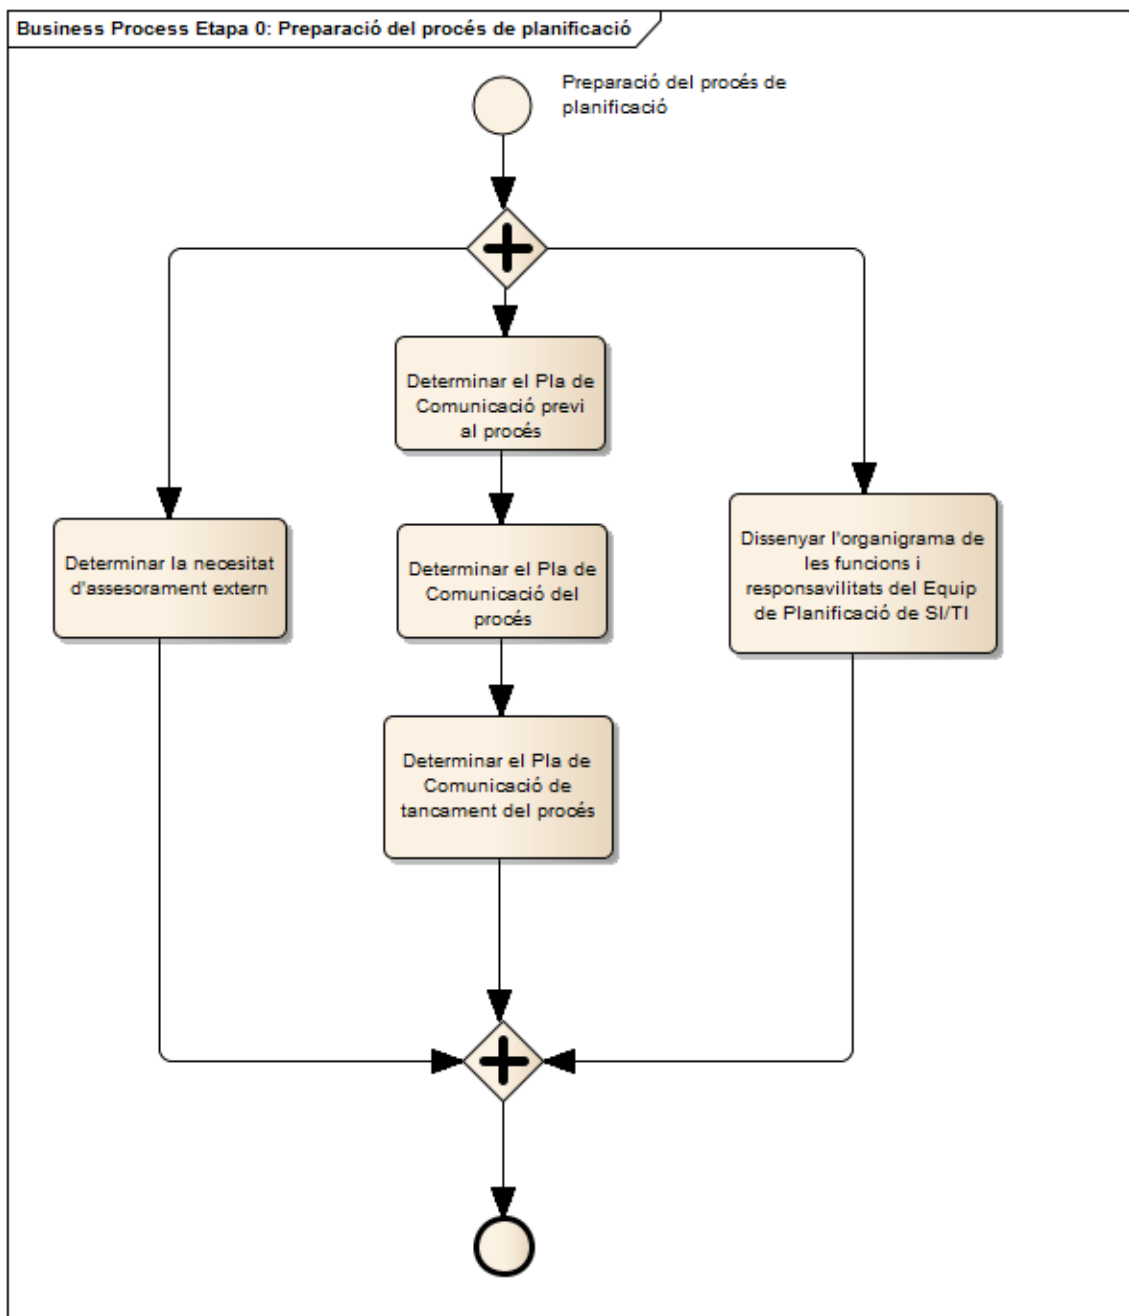 Business Process Etapa 0: Preparació del procés de planificació
Preparació del procés de
planificació
Determinar el Pla de
Comunicació previ
al procés
Determinar la necesitat
d'assesorament extern
Determinar el Pla de
Comunicació del
procés
Dissenyar l'organigrama de
les funcions i
responsavilitats del Equip
de Planificació de SI/TI
Determinar el Pla de
Comunicació de
tancament del procés